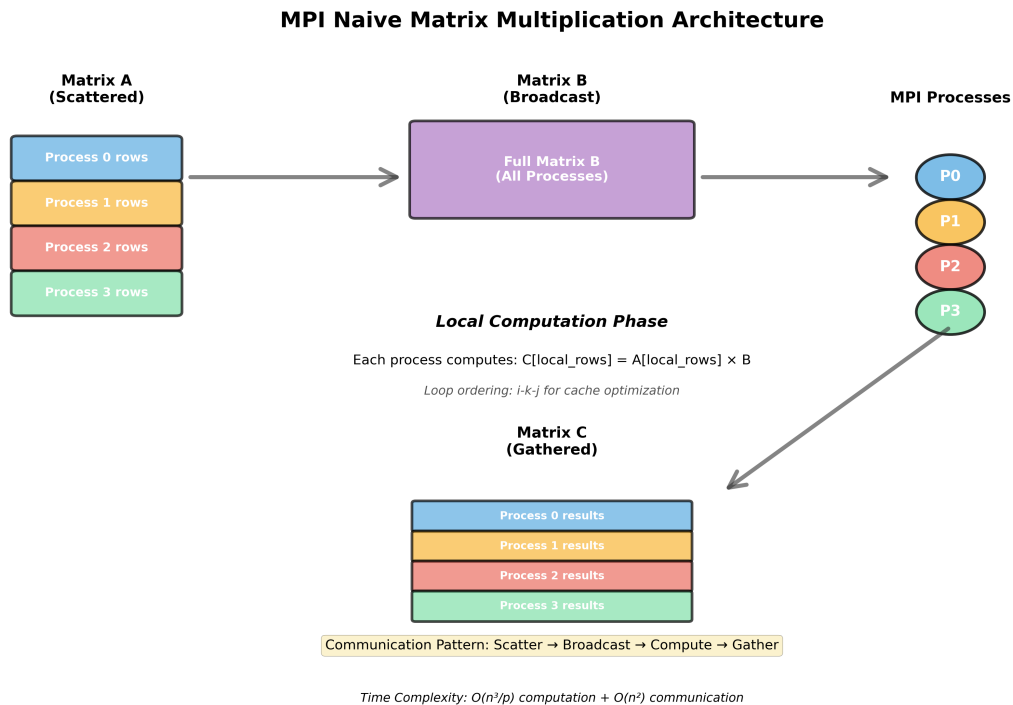 MPI Naive Matrix Multiplication Architecture
Matrix A
(Scattered)
Matrix B
(Broadcast)
MPI Processes
Process 0 rows
Process 1 rows
Process 2 rows
Process 3 rows
Full Matrix B
(All Processes)
P0
P1
P2
P3
Local Computation Phase
Each process computes: C[local_rows] = A[local_rows] × B
Loop ordering: i-k-j for cache optimization
Matrix C
(Gathered)
Process 0 results
Process 1 results
Process 2 results
Process 3 results
Communication Pattern: Scatter → Broadcast → Compute → Gather
Time Complexity: O(n³/p) computation + O(n²) communication